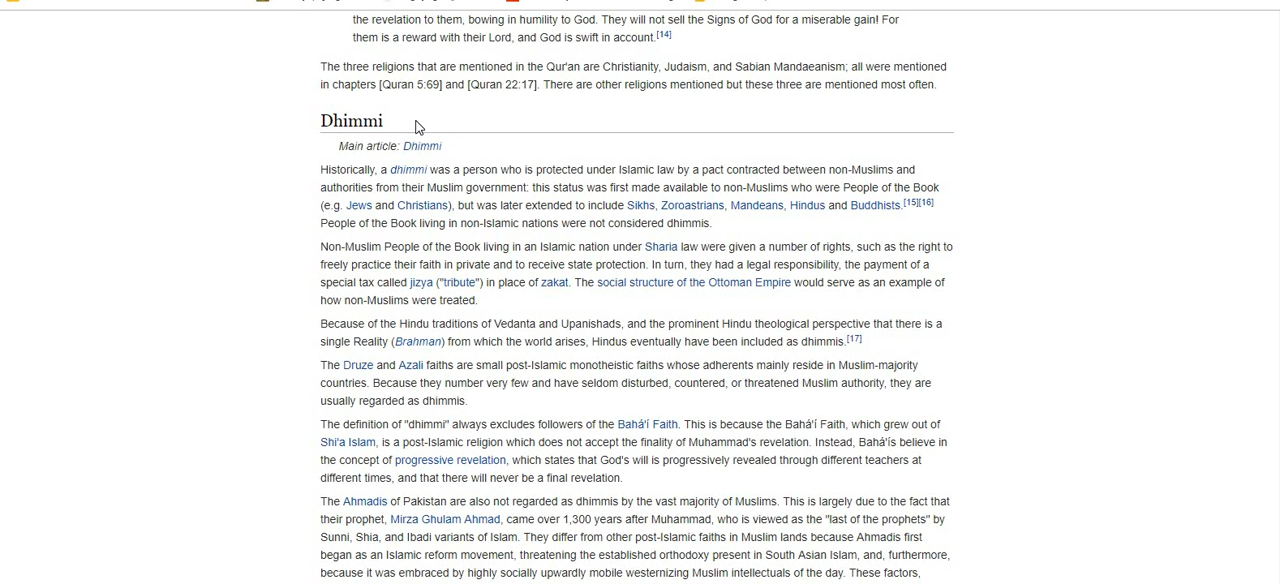 the revelation to them, bowing in humility to God. They will not sell the Signs of God for a miserable gain! For
them is a reward with their Lord, and God is swift in account.[14]
The three religions that are mentioned in the Qur'an are Christianity, Judaism, and Sabian Mandaeanism; all were mentioned
in chapters [Quran 5:69] and [Quran 22:17]. There are other religions mentioned but these three are mentioned most often.
Dhimmi
Main article: Dhimmi
Historically, a dhimmi was a person who is protected under Islamic law by a pact contracted between non-Muslims and
authorities from their Muslim government: this status was first made available to non-Muslims who were People of the Book
(e.g. Jews and Christians), but was later extended to include Sikhs, Zoroastrians, Mandeans, Hindus and Buddhists.[15][16]
People of the Book living in non-Islamic nations were not considered dhimmis.
Non-Muslim People of the Book living in an Islamic nation under Sharia law were given a number of rights, such as the right to
freely practice their faith in private and to receive state protection. In turn, they had a legal responsibility, the payment of a
special tax called jizya ("tribute") in place of zakat. The social structure of the Ottoman Empire would serve as an example of
how non-Muslims were treated.
Because of the Hindu traditions of Vedanta and Upanishads, and the prominent Hindu theological perspective that there is a
single Reality (Brahman) from which the world arises, Hindus eventually have been included as dhimmis.[17]
The Druze and Azali faiths are small post-Islamic monotheistic faiths whose adherents mainly reside in Muslim-majority
countries. Because they number very few and have seldom disturbed, countered, or threatened Muslim authority, they are
usually regarded as dhimmis.
The definition of "dhimmi" always excludes followers of the Bahá'í Faith. This is because the Bahá'í Faith, which grew out of
Shi'a Islam, is a post-Islamic religion which does not accept the finality of Muhammad's revelation. Instead, Bahá'ís believe in
the concept of progressive revelation, which states that God's will is progressively revealed through different teachers at
different times, and that there will never be a final revelation.
The Ahmadis of Pakistan are also not regarded as dhimmis by the vast majority of Muslims. This is largely due to the fact that
their prophet, Mirza Ghulam Ahmad, came over 1,300 years after Muhammad, who is viewed as the "last of the prophets" by
Sunni, Shia, and Ibadi variants of Islam. They differ from other post-Islamic faiths in Muslim lands because Ahmadis first
began as an Islamic reform movement, threatening the established orthodoxy present in South Asian Islam, and, furthermore,
because it was embraced by highly socially upwardly mobile westernizing Muslim intellectuals of the day. These factors,